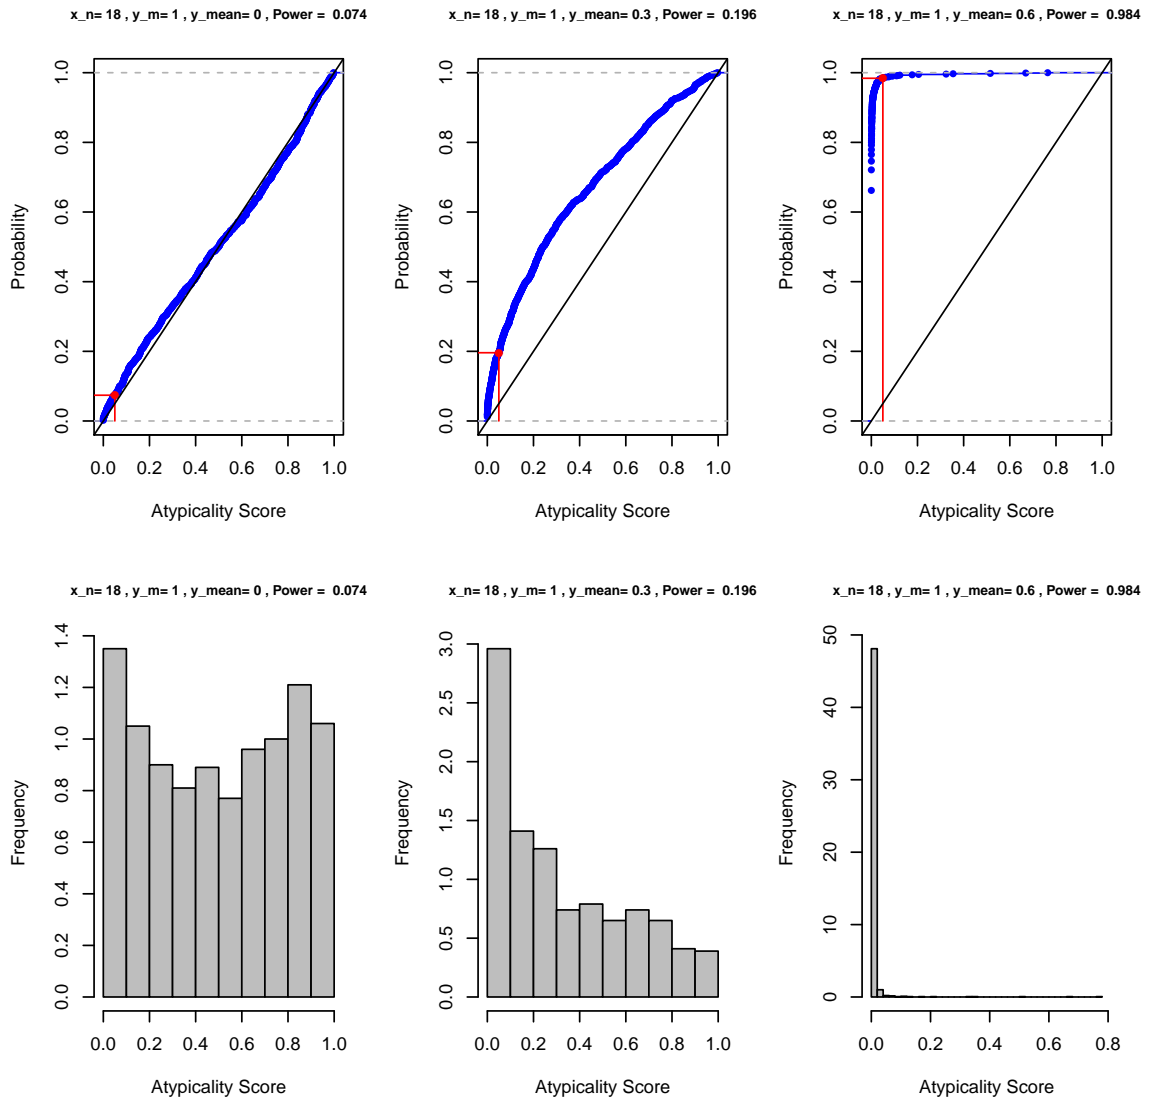 x_n= 18 , y_m= 1 , y_mean= 0 , Power = 0.074
x_n= 18 , y_m= 1 , y_mean= 0.3 , Power = 0.196
x_n= 18 , y_m= 1 , y_mean= 0.6 , Power = 0.984
Probability
0.0 0.2 0.4 0.6 0.8 1.0
0.0 0.2 0.4 0.6 0.8 1.0
Atypicality Score
Probability
0.0 0.2 0.4 0.6 0.8 1.0
0.0 0.2 0.4 0.6 0.8 1.0
Atypicality Score
Probability
0.0 0.2 0.4 0.6 0.8 1.0
0.0 0.2 0.4 0.6 0.8 1.0
Atypicality Score
x_n= 18 , y_m= 1 , y_mean= 0 , Power = 0.074
x_n= 18 , y_m= 1 , y_mean= 0.3 , Power = 0.196
x_n= 18 , y_m= 1 , y_mean= 0.6 , Power = 0.984
Frequency
0.0 0.2 0.4 0.6 0.8 1.0 1.2 1.4
0.0 0.2 0.4 0.6 0.8 1.0
Atypicality Score
Frequency
0.0 0.5 1.0 1.5 2.0 2.5 3.0
0.0 0.2 0.4 0.6 0.8 1.0
Atypicality Score
Frequency
0 10 20 30 40 50
0.0 0.2 0.4 0.6 0.8
Atypicality Score